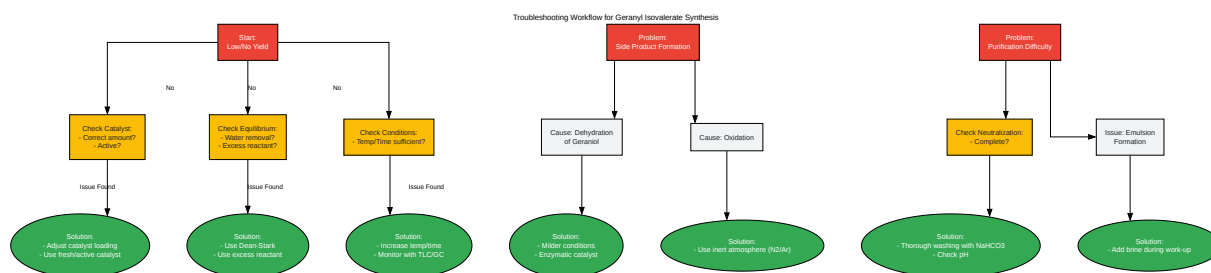 Troubleshooting Workflow for Geranyl Isovalerate Synthesis
Start:
Low/No Yield
No
No
No
Check Catalyst:
- Correct amount?
- Active?
Check Equilibrium:
- Water removal?
- Excess reactant?
Check Conditions:
- Temp/Time sufficient?
Issue Found
Issue Found
Issue Found
Solution:
- Adjust catalyst loading
- Use fresh/active catalyst
Solution:
- Use Dean-Stark
- Use excess reactant
Solution:
- Increase temp/time
- Monitor with TLC/GC
Problem:
Side Product Formation
Cause: Dehydration
of Geraniol
Cause: Oxidation
Solution:
- Milder conditions
- Enzymatic catalyst
Solution:
- Use inert atmosphere (N2/Ar)
Problem:
Purification Difficulty
Check Neutralization:
- Complete?
Issue: Emulsion
Formation
Solution:
- Thorough washing with NaHCO3
- Check pH
Solution:
- Add brine during work-up